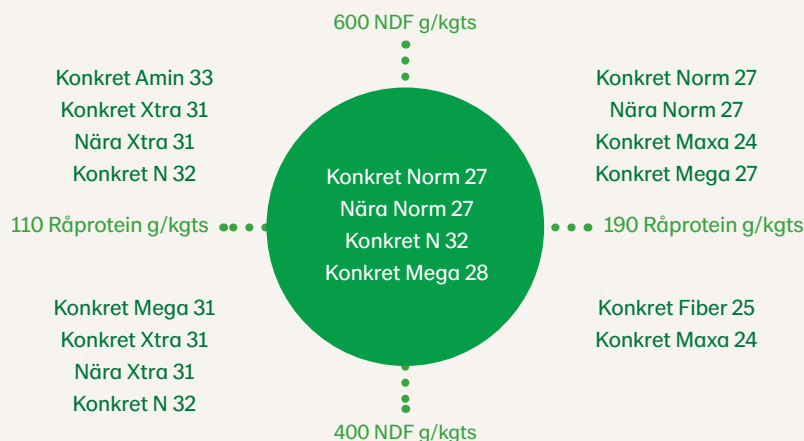 600 NDF g/kgts
Konkret Amin 33
Konkret Xtra 31
Nära Xtra 31
Konkret N 32
Konkret Norm 27
Nära Norm 27
Konkret Maxa 24
Konkret Mega 27
Konkret Norm 27
Nära Norm 27
Konkret N 32
Konkret Mega 28
110 Råprotein g/kgts
190 Råprotein g/kgts
Konkret Mega 31
Konkret Xtra 31
Nära Xtra 31
Konkret N 32
Konkret Fiber 25
Konkret Maxa 24
400 NDF g/kgts